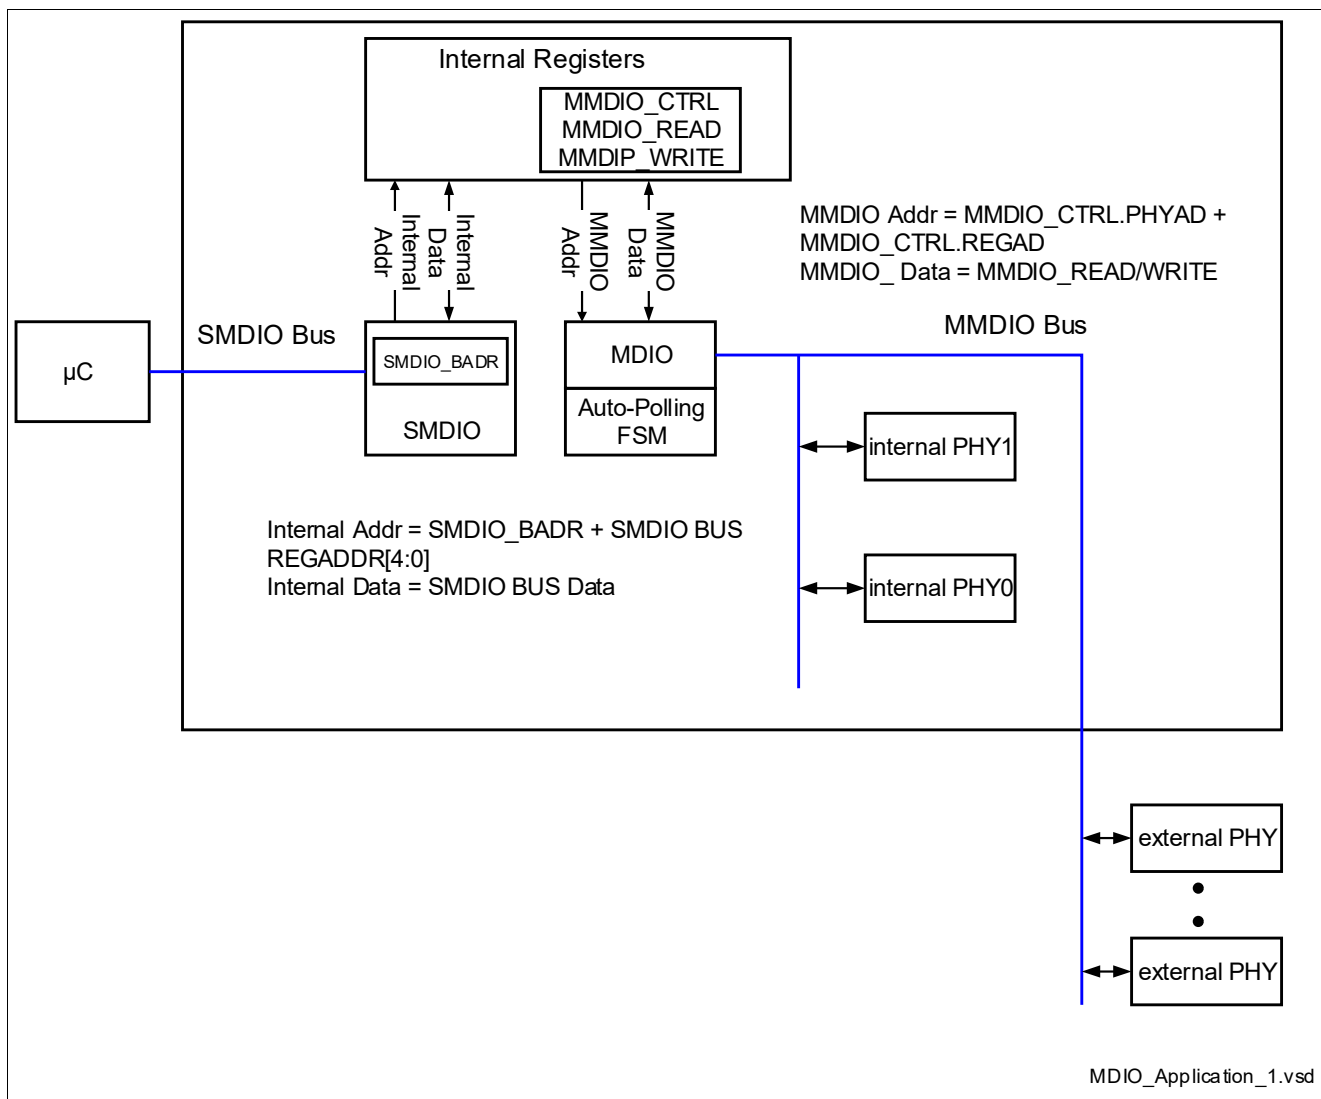 Internal Registers
MMDIO_CTRL
MMDIO_READ
MMDIP_WRITE
Internal
Addr
Internal
Data
MMDIO
Addr
MMDIO
Data
MMDIO Addr = MMDIO_CTRL.PHYAD +
MMDIO_CTRL.REGAD
MMDIO_ Data = MMDIO_READ/WRITE
µC
SMDIO Bus
SMDIO_BADR
SMDIO
MDIO
Auto-Polling
FSM
MMDIO Bus
internal PHY1
Internal Addr = SMDIO_BADR + SMDIO BUS
REGADDR[4:0]
Internal Data = SMDIO BUS Data
internal PHY0
external PHY
external PHY
MDIO_Application_1.vsd